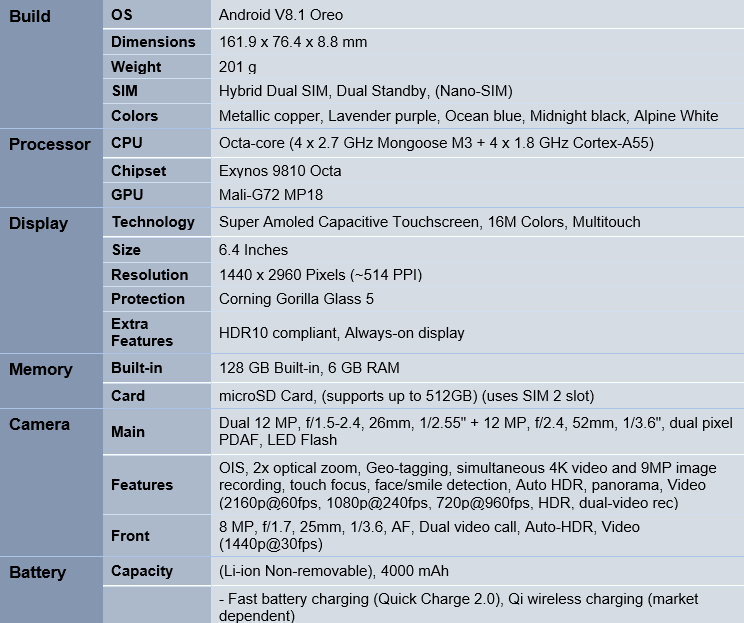 Build OS Android V8.1 Oreo
Dimensions 161.9 x 76.4 x 8.8 mm
Weight 201 g
SIM Hybrid Dual SIM, Dual Standby, (Nano-SIM)
Colors Metallic copper, Lavender purple, Ocean blue, Midnight black, Alpine White
Processor CPU Octa-core (4 x 2.7 GHz Mongoose M3 + 4 x 1.8 GHz Cortex-A55)
Chipset Exynos 9810 Octa
GPU Mali-G72 MP18
Display Technology Super Amoled Capacitive Touchscreen, 16M Colors, Multitouch
Size 6.4 Inches
Resolution 1440 x 2960 Pixels (~514 PPI)
Protection Corning Gorilla Glass 5
Extra
Features HDR10 compliant, Always-on display
Memory Built-in 128 GB Built-in, 6 GB RAM
Card microSD Card, (supports up to 512GB) (uses SIM 2 slot)
Camera Main Dual 12 MP, f/1.5-2.4, 26mm, 1/2.55" + 12 MP, f/2.4, 52mm, 1/3.6", dual pixel
PDAF, LED Flash
Features OIS, 2x optical zoom, Geo-tagging, simultaneous 4K video and 9MP image
recording, touch focus, face/smile detection, Auto HDR, panorama, Video
(2160p@60fps, 1080p@240fps, 720p@960fps, HDR, dual-video rec)
Front 8 MP, f/1.7, 25mm, 1/3.6, AF, Dual video call, Auto-HDR, Video
(1440p@30fps)
Battery Capacity (Li-ion Non-removable), 4000 mAh
- Fast battery charging (Quick Charge 2.0), Qi wireless charging (market
dependent)